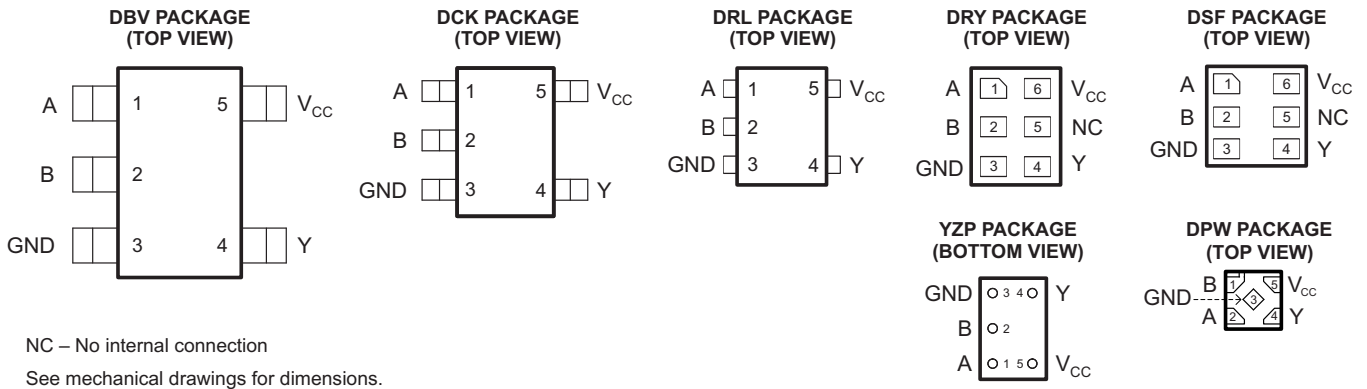 DBV PACKAGE
(TOP VIEW)
A 1 5 VCC
B 2
GND 3 4 Y
DCK PACKAGE
(TOP VIEW)
A 1 5 VCC
B 2
GND 3 4 Y
DRL PACKAGE
(TOP VIEW)
A 1 5 VCC
B 2
GND 3 4 Y
DRY PACKAGE
(TOP VIEW)
A 1 6 VCC
B 2 5 NC
GND 3 4 Y
DSF PACKAGE
(TOP VIEW)
A 1 6 VCC
B 2 5 NC
GND 3 4 Y
YZP PACKAGE
(BOTTOM VIEW)
GND 3 4 Y
B 2
A 1 5 VCC
DPW PACKAGE
(TOP VIEW)
B 1 5 VCC
GND 3
A 2 4 Y
NC – No internal connection
See mechanical drawings for dimensions.